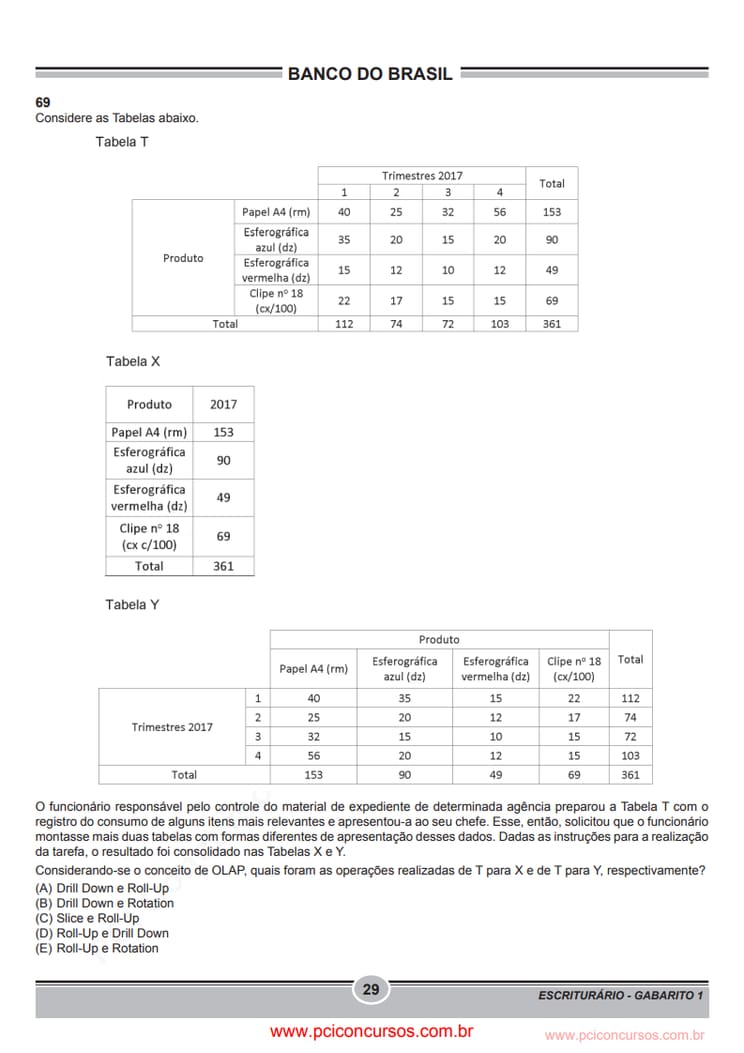 BANCO DO BRASIL
69
Considere as Tabelas abaixo.
Tabela T
Trimestres 2017 Total
1 2 3 4
Produto
Papel A4 (rm) 40 25 32 56 153
Esferográfica
azul (dz) 35 20 15 20 90
Esferográfica
vermelha (dz) 15 12 10 12 49
Clipe nº 18
(cx/100) 22 17 15 15 69
Total 112 74 72 103 361
Tabela X
Produto 2017
Papel A4 (rm) 153
Esferográfica
azul (dz) 90
Esferográfica
vermelha (dz) 49
Clipe nº 18
(cx c/100) 69
Total 361
Tabela Y
Produto
Papel A4 (rm) Esferográfica azul (dz) Esferográfica vermelha (dz) Clipe nº 18 (cx/100) Total
Trimestres 2017
1 40 35 15 22 112
2 25 20 12 17 74
3 32 15 10 15 72
4 56 20 12 15 103
Total 153 90 49 69 361
O funcionário responsável pelo controle do material de expediente de determinada agência preparou a Tabela T com o
registro do consumo de alguns itens mais relevantes e apresentou-a ao seu chefe. Esse, então, solicitou que o funcionário
montasse mais duas tabelas com formas diferentes de apresentação desses dados. Dadas as instruções para a realização
da tarefa, o resultado foi consolidado nas Tabelas X e Y.
Considerando-se o conceito de OLAP, quais foram as operações realizadas de T para X e de T para Y, respectivamente?
(A) Drill Down e Roll-Up
(B) Drill Down e Rotation
(C) Slice e Roll-Up
(D) Roll-Up e Drill Down
(E) Roll-Up e Rotation
29
ESCRITURÁRIO - GABARITO 1
www.pciconcursos.com.br
www.pciconcursos.com.br